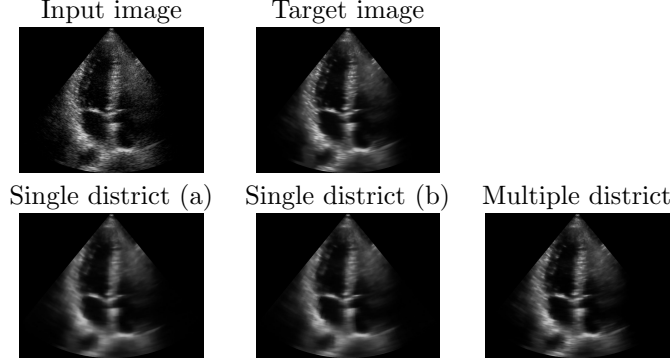 Input image
Target image
Single district (a)
Single district (b)
Multiple district